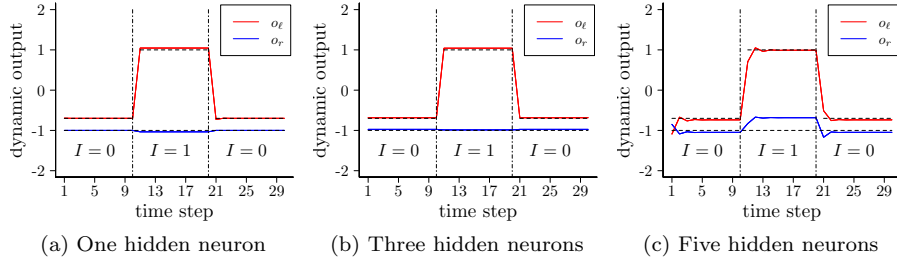 dynamic output
2
1
0
-1
-2
o_ℓ
o_r
I = 0
I = 1
I = 0
1 5 9 13 17 21 25 29
time step
(a) One hidden neuron
dynamic output
2
1
0
-1
-2
o_ℓ
o_r
I = 0
I = 1
I = 0
1 5 9 13 17 21 25 29
time step
(b) Three hidden neurons
dynamic output
2
1
0
-1
-2
o_ℓ
o_r
I = 0
I = 1
I = 0
1 5 9 13 17 21 25 29
time step
(c) Five hidden neurons